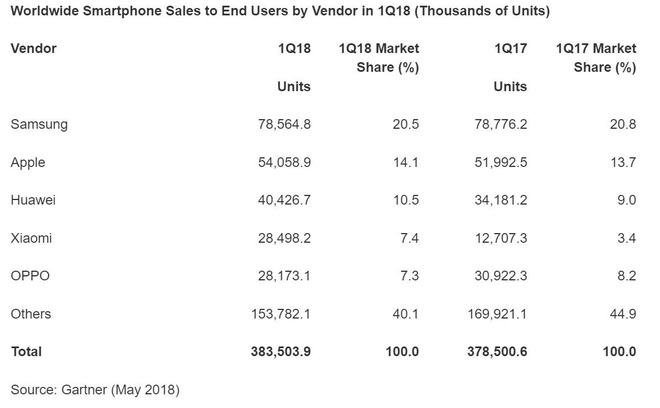 Worldwide Smartphone Sales to End Users by Vendor in 1Q18 (Thousands of Units)
Vendor 1Q18 1Q18 Market 1Q17 1Q17 Market
Share (%) Share (%)
Units Units
Samsung 78,564.8 20.5 78,776.2 20.8
Apple 54,058.9 14.1 51,992.5 13.7
Huawei 40,426.7 10.5 34,181.2 9.0
Xiaomi 28,498.2 7.4 12,707.3 3.4
OPPO 28,173.1 7.3 30,922.3 8.2
Others 153,782.1 40.1 169,921.1 44.9
Total 383,503.9 100.0 378,500.6 100.0
Source: Gartner (May 2018)